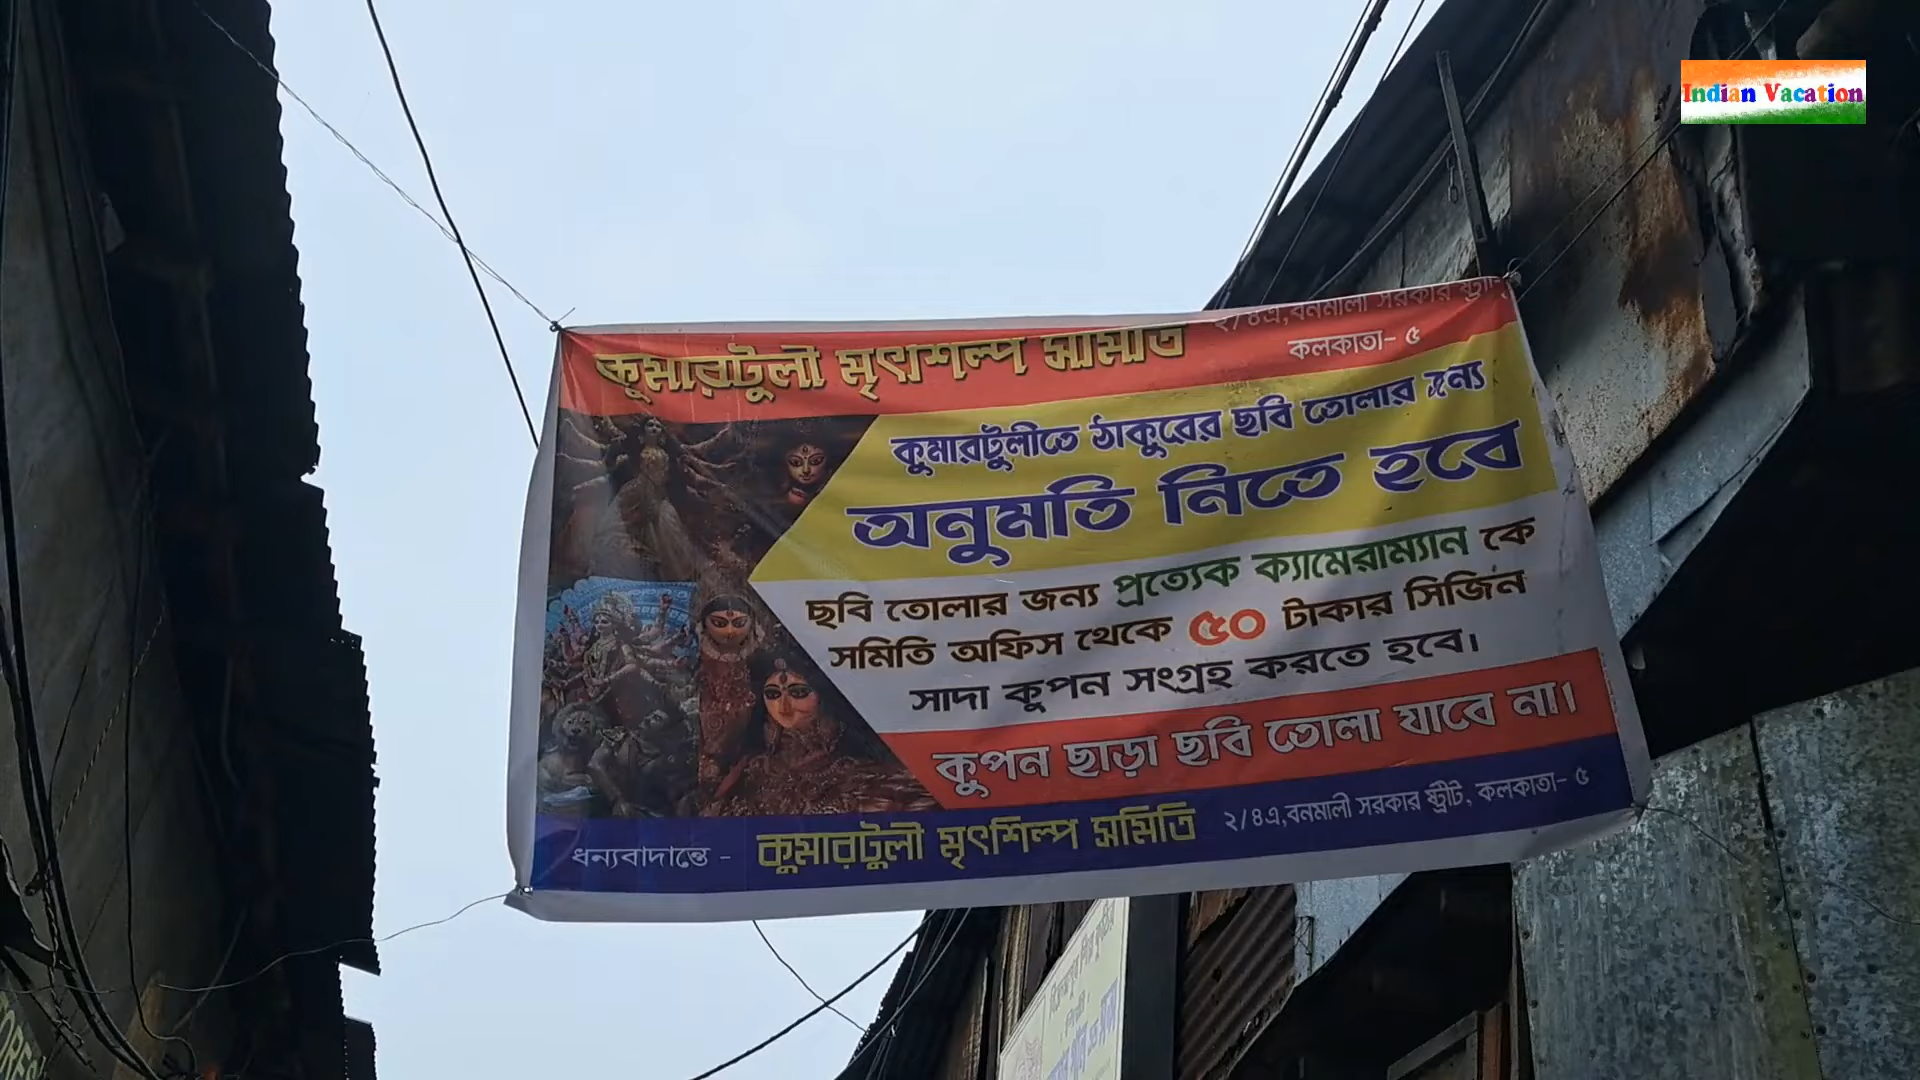 Indian Vacation
কুমারটুলী মৃৎশিল্প সমিতি
২/৪এ,বনমালী সরকার ষ্ট্রীট
কলকাতা- ৫
কুমারটুলীতে ঠাকুরের ছবি তোলার জন্য
অনুমতি নিতে হবে
ছবি তোলার জন্য প্রত্যেক ক্যামেরাম্যান কে
সমিতি অফিস থেকে ৫০ টাকার সিজিন
সাদা কুপন সংগ্রহ করতে হবে।
কুপন ছাড়া ছবি তোলা যাবে না।
ধন্যবাদান্তে - কুমারটুলী মৃৎশিল্প সমিতি ২/৪এ,বনমালী সরকার ষ্ট্রীট, কলকাতা- ৫